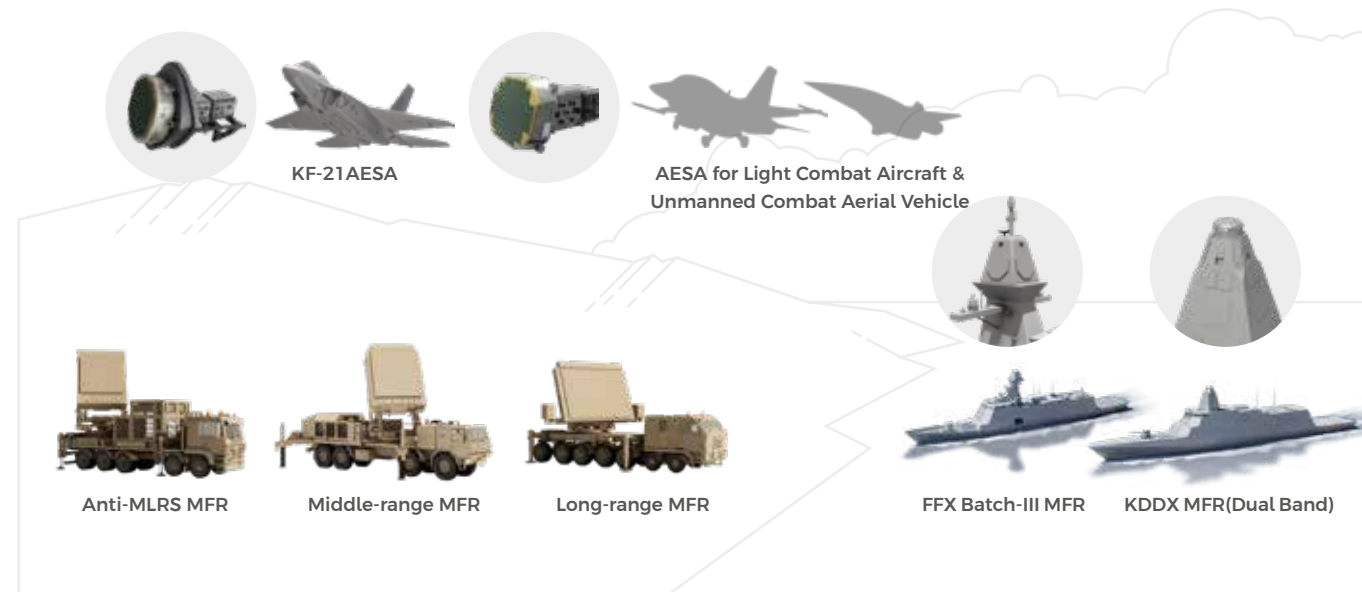 KF-21AESA
AESA for Light Combat Aircraft &
Unmanned Combat Aerial Vehicle
Anti-MLRS MFR
Middle-range MFR
Long-range MFR
FFX Batch-III MFR
KDDX MFR(Dual Band)